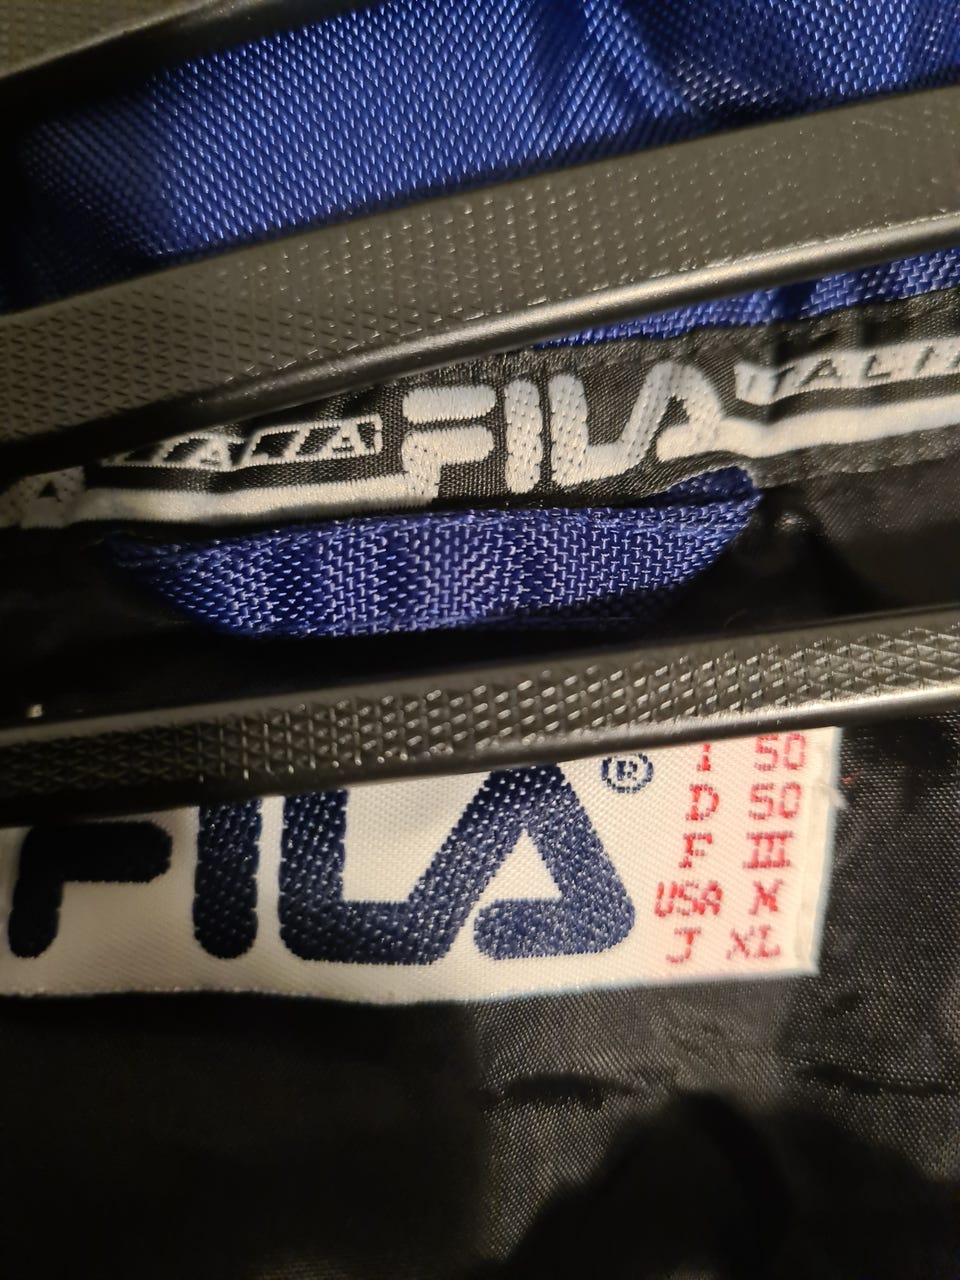 ITALIA FILA ITALIA
FILA ®
I 50
D 50
F III
USA M
J XL